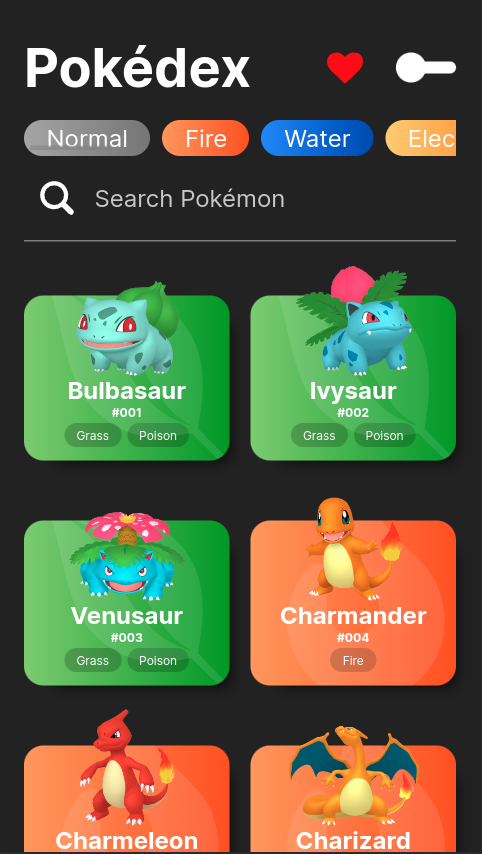 Pokédex
Normal Fire Water Elec
Search Pokémon
Bulbasaur Ivysaur
#001 #002
Grass Poison Grass Poison
Venusaur Charmander
#003 #004
Grass Poison Fire
Charmeleon Charizard